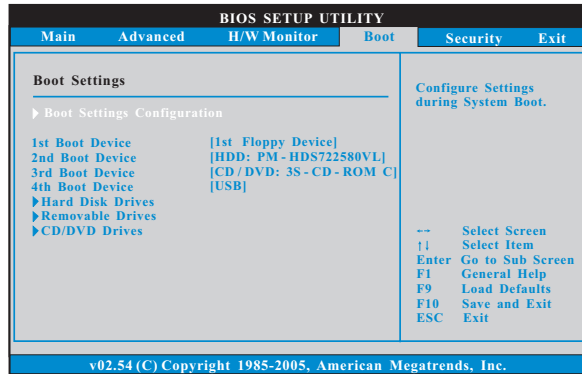 BIOS SETUP UTILITY
Main Advanced H/W Monitor Boot Security Exit
Boot Settings
Boot Settings Configuration
1st Boot Device [1st Floppy Device]
2nd Boot Device [HDD: PM - HDS722580VL]
3rd Boot Device [CD / DVD: 3S - CD - ROM C]
4th Boot Device [USB]
Hard Disk Drives
Removable Drives
CD/DVD Drives
Configure Settings
during System Boot.
←→ Select Screen
↑↓ Select Item
Enter Go to Sub Screen
F1 General Help
F9 Load Defaults
F10 Save and Exit
ESC Exit
v02.54 (C) Copyright 1985-2005, American Megatrends, Inc.